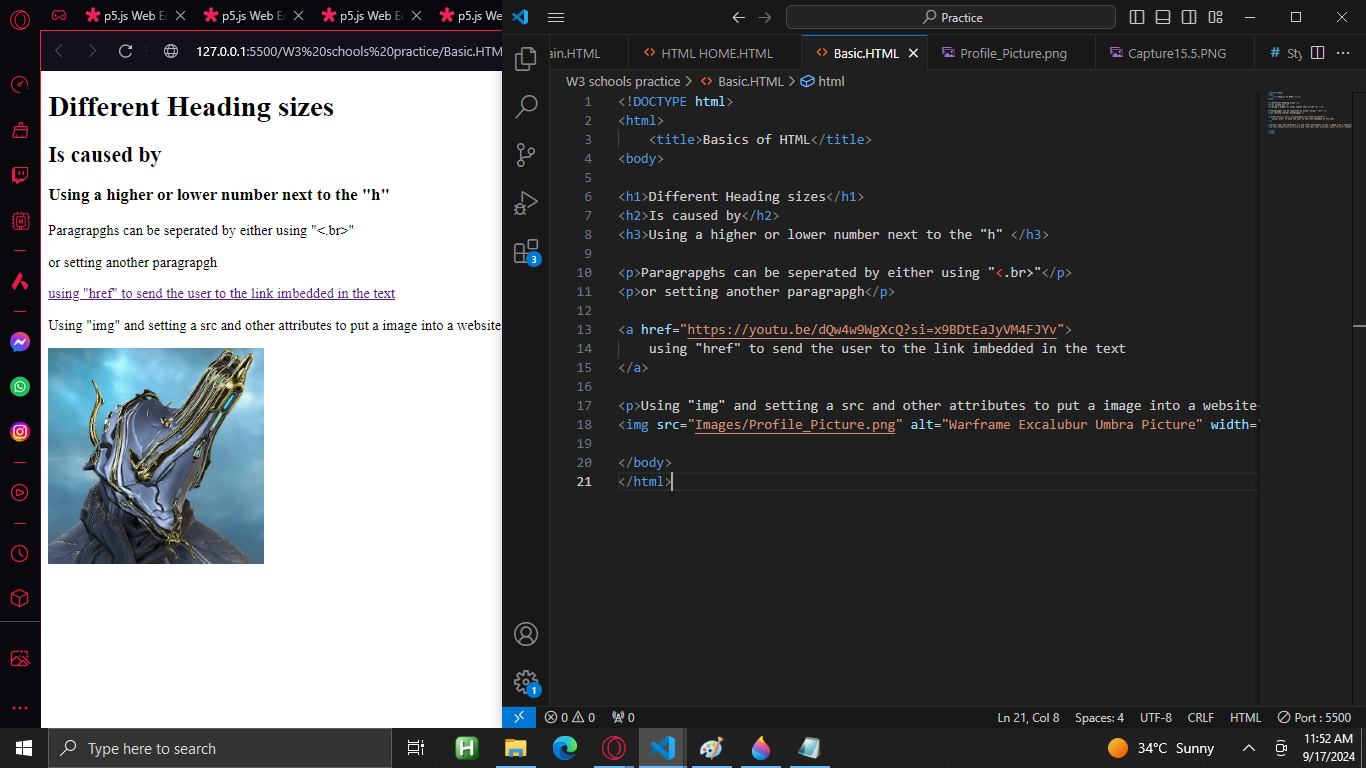 p5.js Web Ec
p5.js Web Ec
p5.js Web Ec
p5.js We
127.0.0.1:5500/W3%20schools%20practice/Basic.HTM
Different Heading sizes
Is caused by
Using a higher or lower number next to the "h"
Paragrapghs can be seperated by either using "<.br>"
or setting another paragrapgh
using "href" to send the user to the link imbedded in the text
Using "img" and setting a src and other attributes to put a image into a website
Practice
ain.HTML
HTML HOME.HTML
Basic.HTML
Profile_Picture.png
Capture15.5.PNG
# Sty
W3 schools practice > Basic.HTML > html
1 <!DOCTYPE html>
2 <html>
3 <title>Basics of HTML</title>
4 <body>
5
6 <h1>Different Heading sizes</h1>
7 <h2>Is caused by</h2>
8 <h3>Using a higher or lower number next to the "h" </h3>
9
10 <p>Paragrapghs can be seperated by either using "<.br>"</p>
11 <p>or setting another paragrapgh</p>
12
13 <a href="https://youtu.be/dQw4w9WgXcQ?si=x9BDtEaJyVM4FJYv">
14 using "href" to send the user to the link imbedded in the text
15 </a>
16
17 <p>Using "img" and setting a src and other attributes to put a image into a website
18 <img src="Images/Profile_Picture.png" alt="Warframe Excalubur Umbra Picture" width="
19
20 </body>
21 </html>
3
1
0 0 0
Ln 21, Col 8
Spaces: 4
UTF-8
CRLF
HTML
Port : 5500
Type here to search
H
34°C Sunny
11:52 AM
9/17/2024